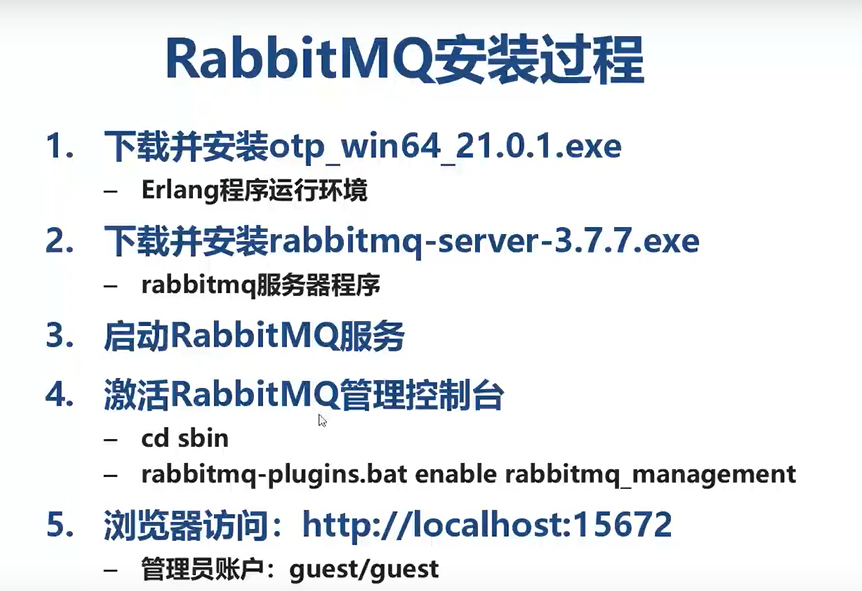 RabbitMQ安装过程
1. 下载并安装otp_win64_21.0.1.exe
– Erlang程序运行环境
2. 下载并安装rabbitmq-server-3.7.7.exe
– rabbitmq服务器程序
3. 启动RabbitMQ服务
4. 激活RabbitMQ管理控制台
– cd sbin
– rabbitmq-plugins.bat enable rabbitmq_management
5. 浏览器访问：http://localhost:15672
– 管理员账户：guest/guest